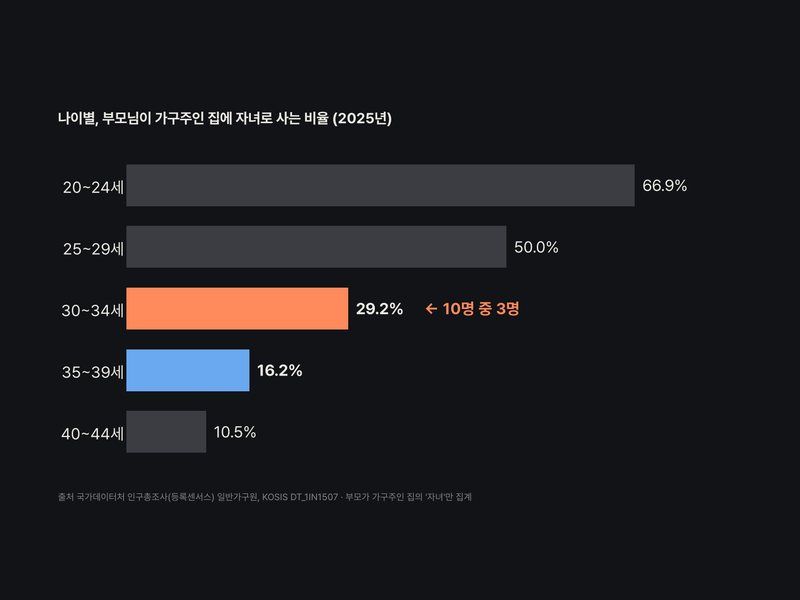 나이별, 부모님이 가구주인 집에 자녀로 사는 비율 (2025년)
20~24세 66.9%
25~29세 50.0%
30~34세 29.2% ← 10명 중 3명
35~39세 16.2%
40~44세 10.5%
출처 국가데이터처 인구총조사(등록센서스) 일반가구원, KOSIS DT_1IN1507 · 부모가 가구주인 집의 '자녀'만 집계